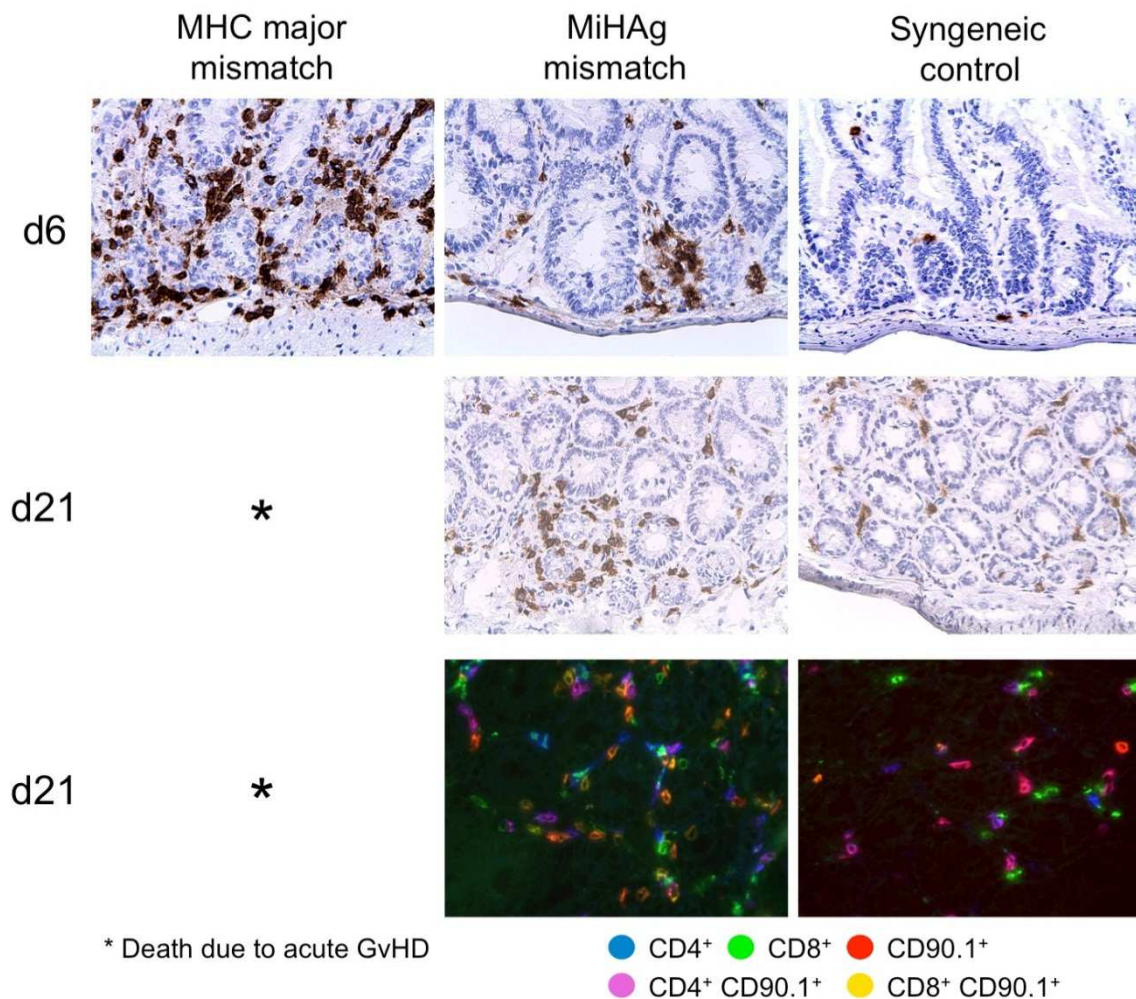 MHC major
mismatch
MiHAg
mismatch
Syngeneic
control
d6
d21
*
d21
*
* Death due to acute GvHD
CD4⁺ CD8⁺ CD90.1⁺
CD4⁺ CD90.1⁺ CD8⁺ CD90.1⁺